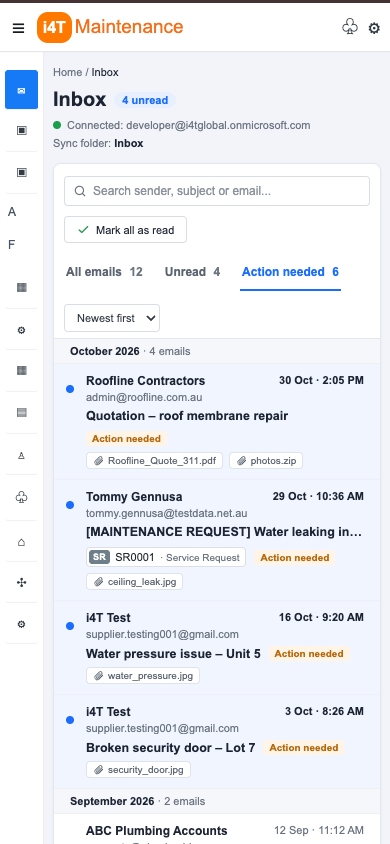 i4T Maintenance
Home / Inbox
Inbox 4 unread
Connected: developer@i4tglobal.onmicrosoft.com
Sync folder: Inbox
Search sender, subject or email...
Mark all as read
All emails 12 Unread 4 Action needed 6
Newest first
October 2026 · 4 emails
Roofline Contractors 30 Oct · 2:05 PM
admin@roofline.com.au
Quotation – roof membrane repair
Action needed
Roofline_Quote_311.pdf photos.zip
Tommy Gennusa 29 Oct · 10:36 AM
tommy.gennusa@testdata.net.au
[MAINTENANCE REQUEST] Water leaking in...
SR SR0001 · Service Request Action needed
ceiling_leak.jpg
i4T Test 16 Oct · 9:20 AM
supplier.testing001@gmail.com
Water pressure issue – Unit 5 Action needed
water_pressure.jpg
i4T Test 3 Oct · 8:26 AM
supplier.testing001@gmail.com
Broken security door – Lot 7 Action needed
security_door.jpg
September 2026 · 2 emails
ABC Plumbing Accounts 12 Sep · 11:12 AM
A
F